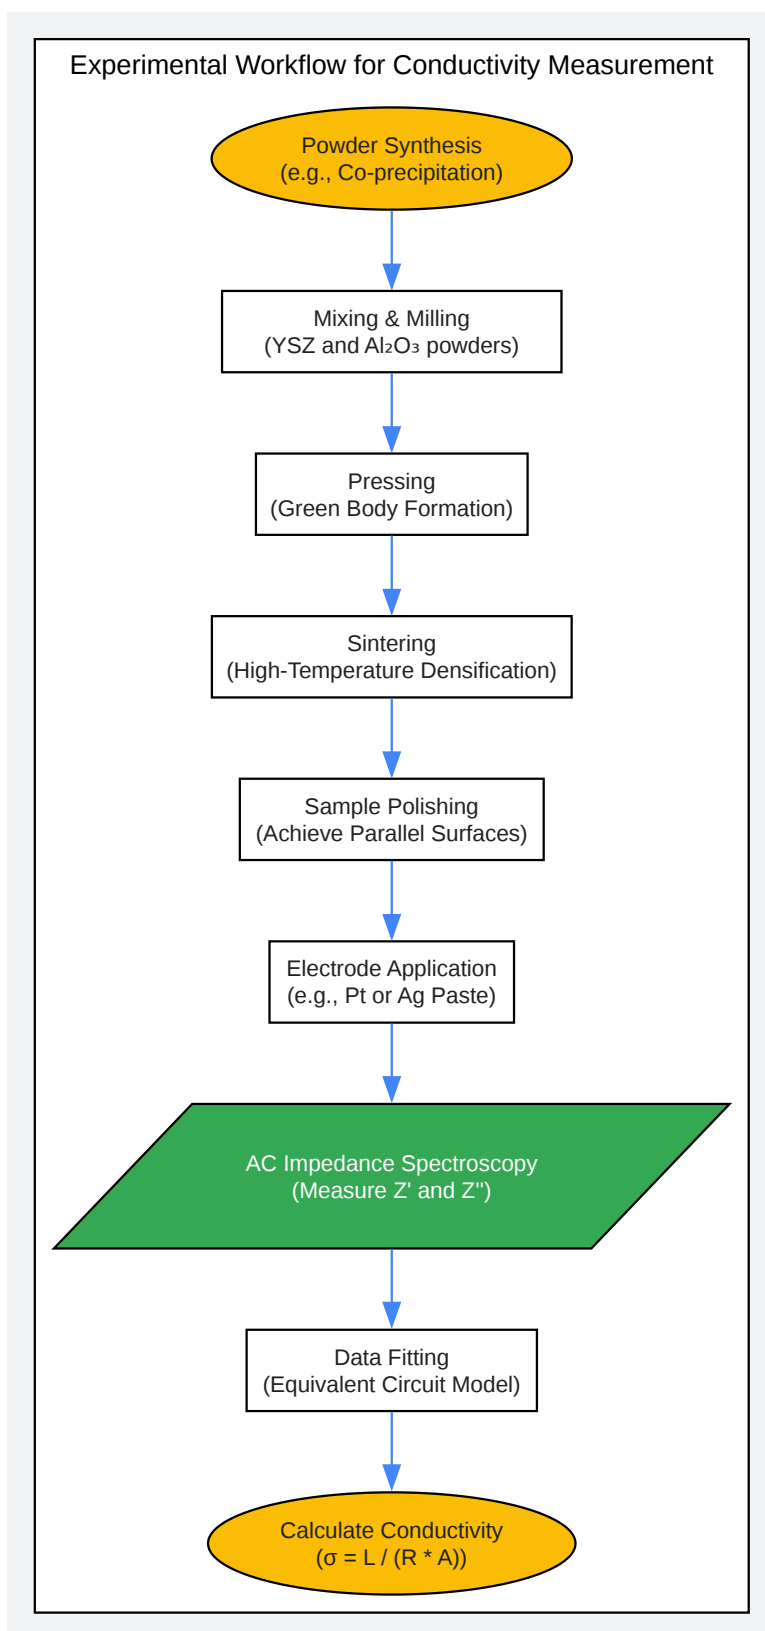 Experimental Workflow for Conductivity Measurement
Powder Synthesis
(e.g., Co-precipitation)
Mixing & Milling
(YSZ and Al₂O₃ powders)
Pressing
(Green Body Formation)
Sintering
(High-Temperature Densification)
Sample Polishing
(Achieve Parallel Surfaces)
Electrode Application
(e.g., Pt or Ag Paste)
AC Impedance Spectroscopy
(Measure Z' and Z'')
Data Fitting
(Equivalent Circuit Model)
Calculate Conductivity
(σ = L / (R * A))